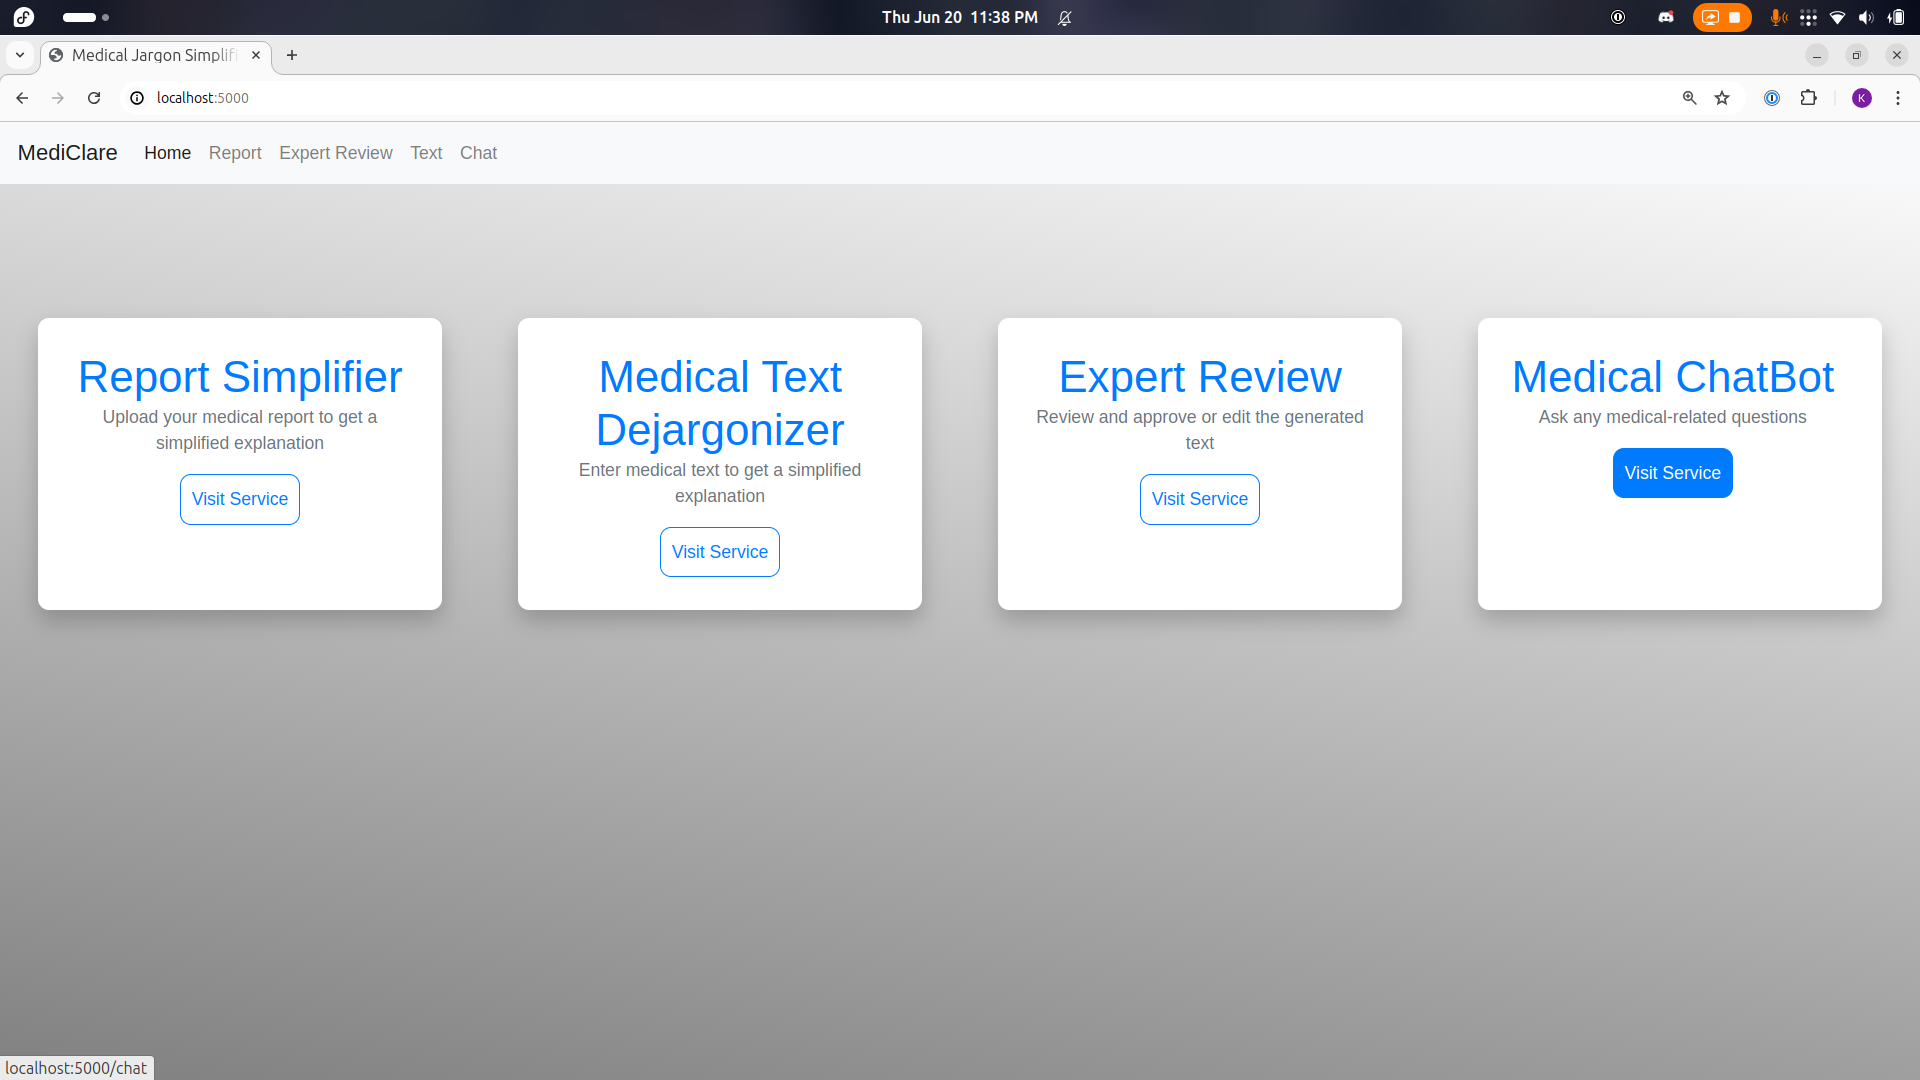 Thu Jun 20 11:38 PM
Medical Jargon Simplifi
localhost:5000
K
MediClare
Home
Report
Expert Review
Text
Chat
Report Simplifier
Upload your medical report to get a
simplified explanation
Visit Service
Medical Text
Dejargonizer
Enter medical text to get a simplified
explanation
Visit Service
Expert Review
Review and approve or edit the generated
text
Visit Service
Medical ChatBot
Ask any medical-related questions
Visit Service
localhost:5000/chat